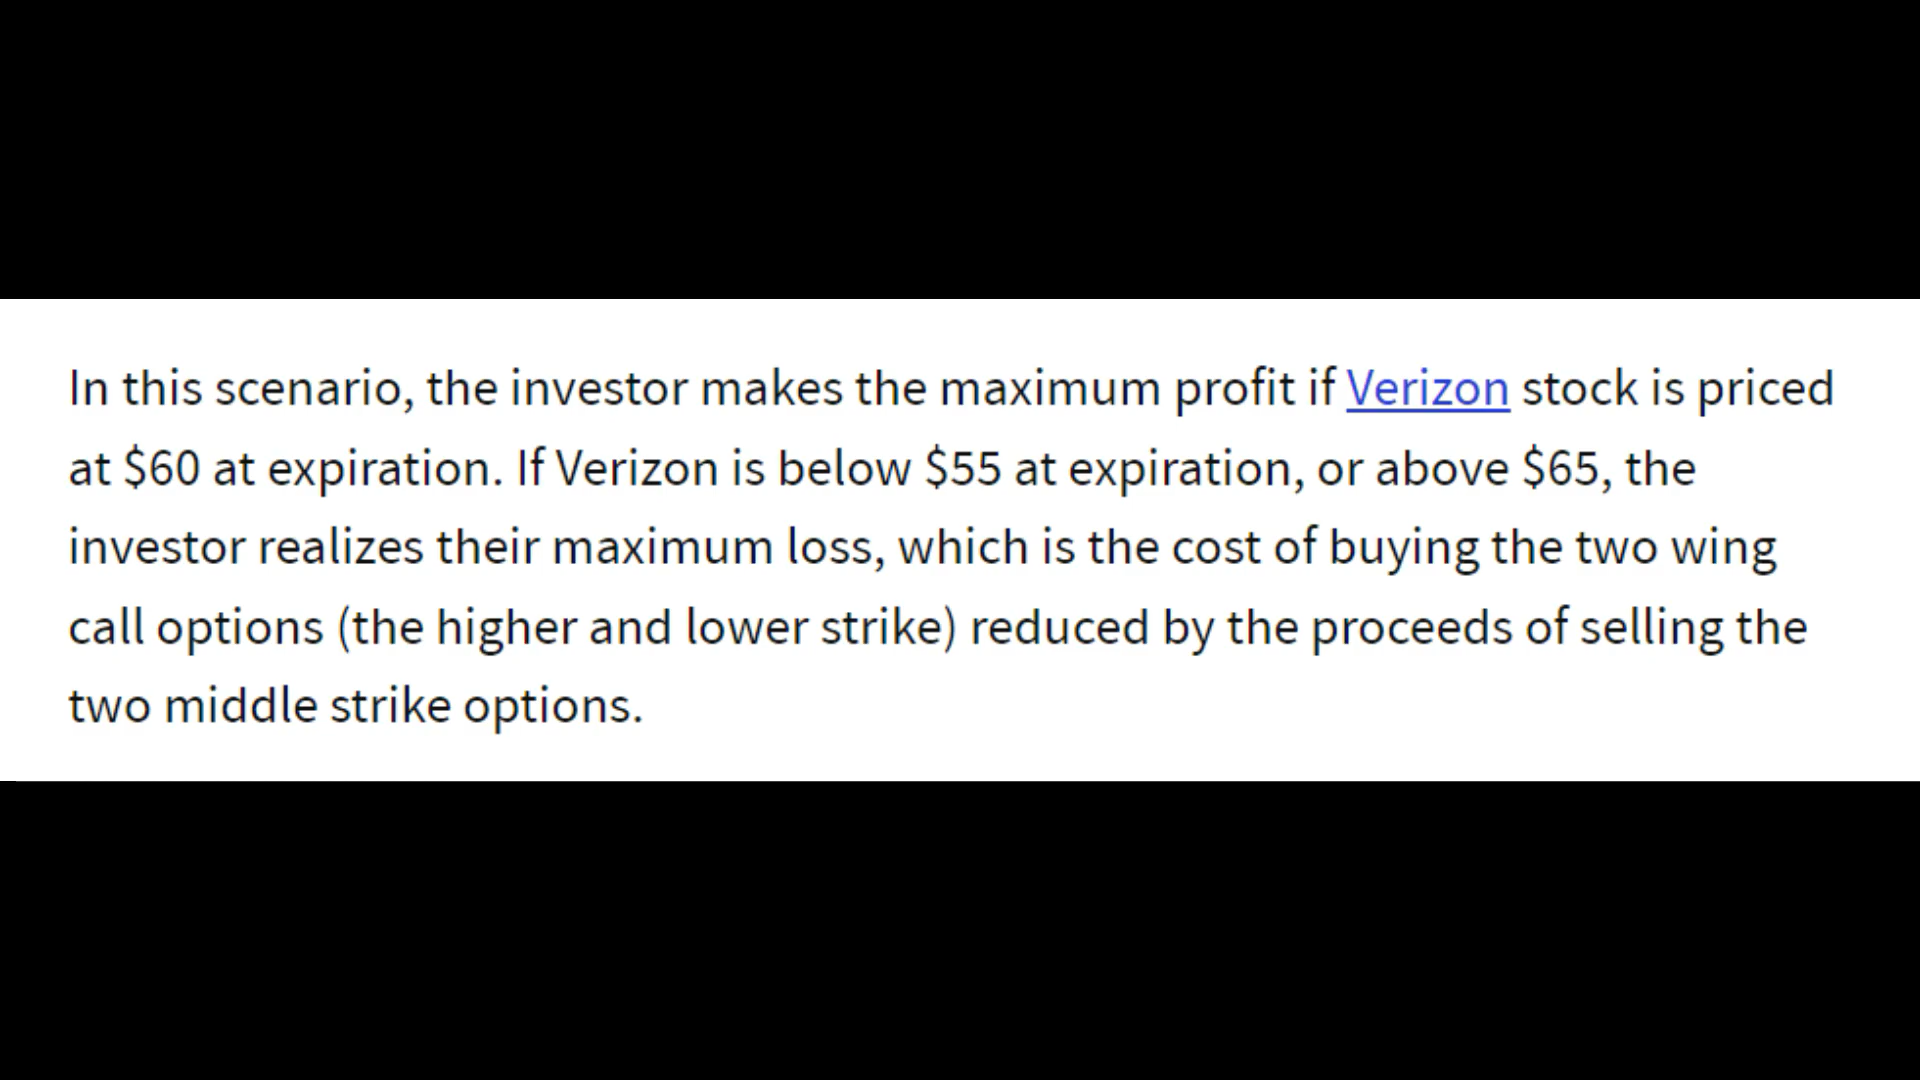 In this scenario, the investor makes the maximum profit if Verizon stock is priced
at $60 at expiration. If Verizon is below $55 at expiration, or above $65, the
investor realizes their maximum loss, which is the cost of buying the two wing
call options (the higher and lower strike) reduced by the proceeds of selling the
two middle strike options.